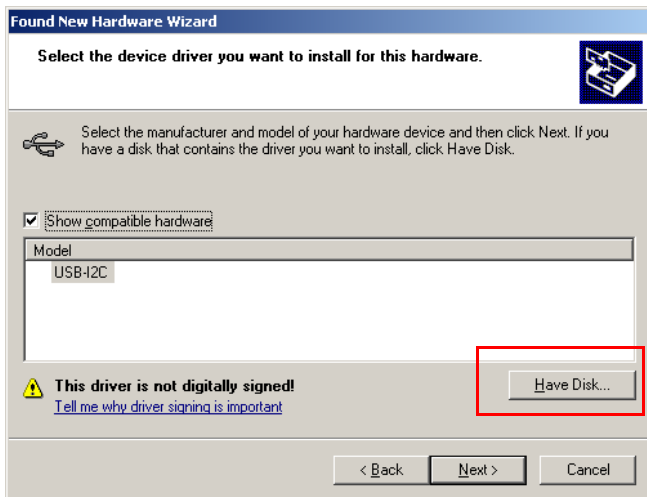 Found New Hardware Wizard
Select the device driver you want to install for this hardware.
Select the manufacturer and model of your hardware device and then click Next. If you
have a disk that contains the driver you want to install, click Have Disk.
Show compatible hardware
Model
USB-I2C
This driver is not digitally signed!
Have Disk...
Tell me why driver signing is important
< Back
Next >
Cancel